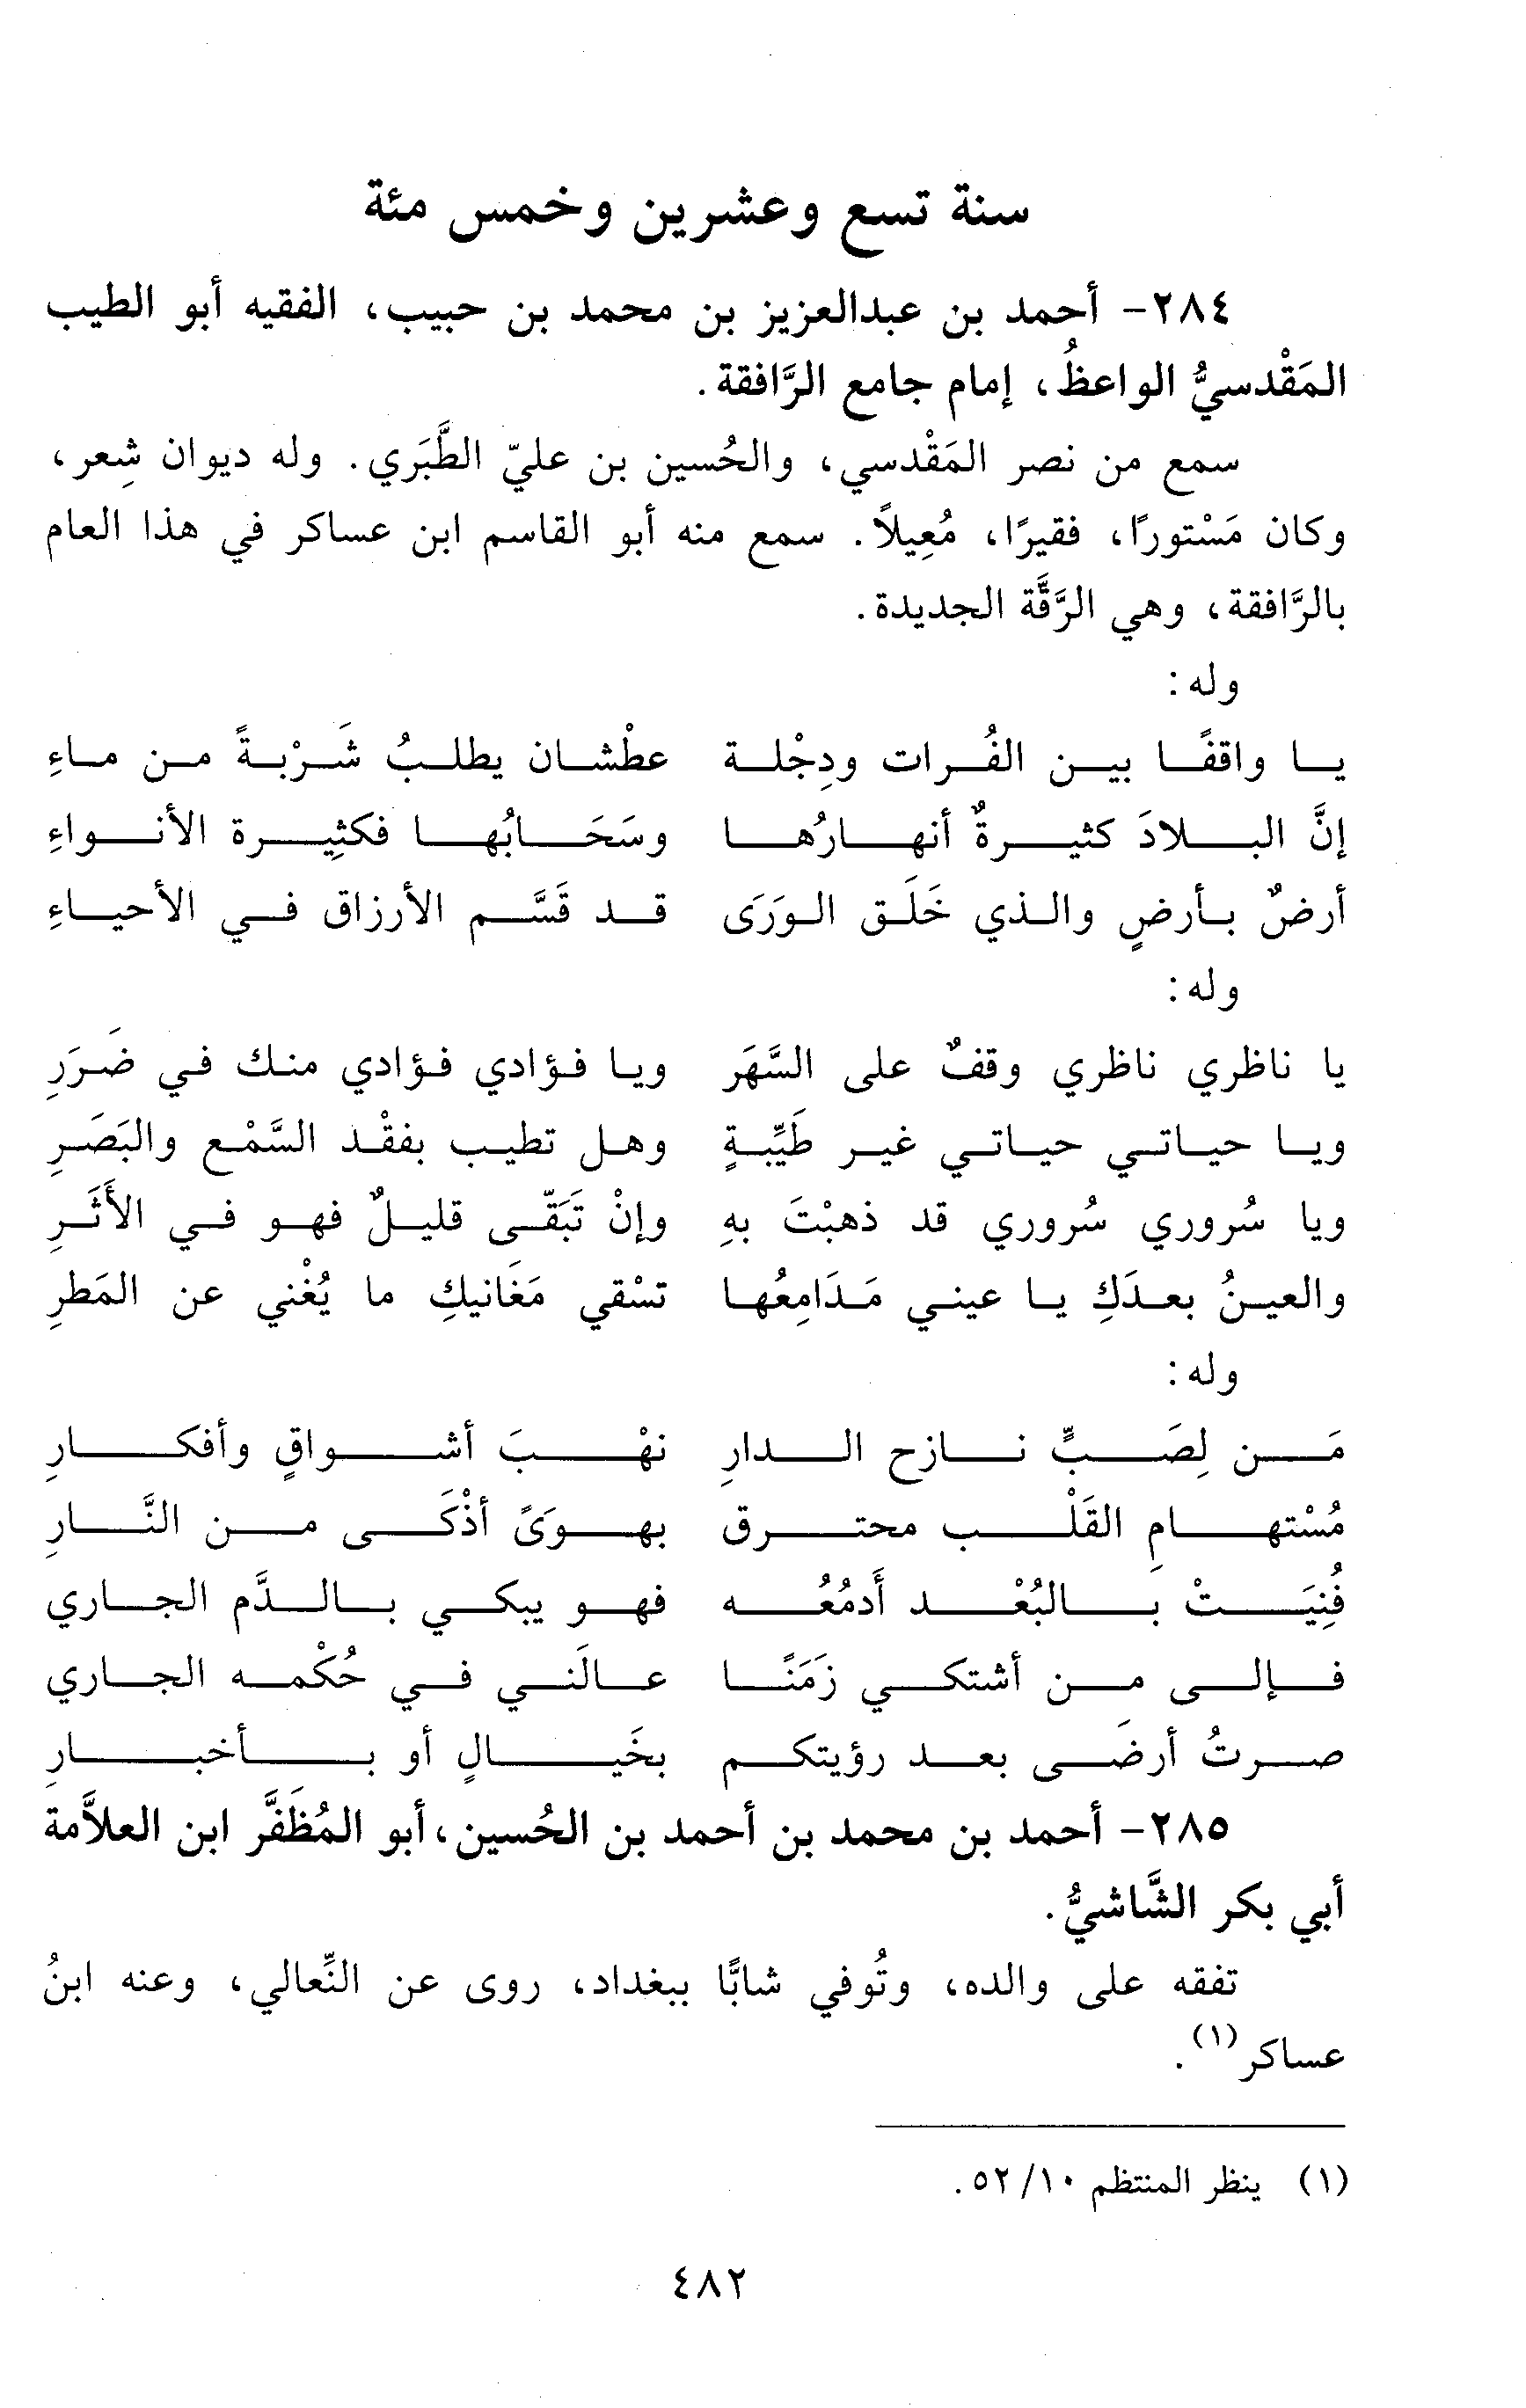 سنة تسع وعشرين وخمس مئة
٢٨٤- أحمد بن عبدالعزيز بن محمد بن حبيب، الفقيه أبو الطيب
المَقْدسيُّ الواعظُ، إمام جامع الرَّافقة.
سمع من نصر المَقْدسي، والحُسين بن عليّ الطَّبَري. وله ديوان شِعر،
وكان مَسْتورًا، فقيرًا، مُعِيلاً. سمع منه أبو القاسم ابن عساكر في هذا العام
بالرَّافقة، وهي الرَّقَّة الجديدة.
وله:
يا واقفًا بين الفُرات ودِجْلة عطْشان يطلبُ شَرْبةً من ماءِ
إنَّ البلادَ كثيرةٌ أنهارُها وسَحَابُها فكثِيرة الأنواءِ
أرضٌ بأرضٍ والذي خَلَق الوَرَى قد قَسَّم الأرزاق في الأحياءِ
وله:
يا ناظري ناظري وقفٌ على السَّهَر ويا فؤادي فؤادي منك في ضَرَرِ
ويا حياتي حياتي غير طَيِّبةٍ وهل تطيب بفقْد السَّمْع والبَصَرِ
ويا سُروري سُروري قد ذهبْتَ بهِ وإنْ تَبَقّى قليلٌ فهو في الأَثَرِ
والعينُ بعدَكِ يا عيني مَدَامِعُها تسْقي مَغَانيكِ ما يُغْني عن المَطرِ
وله:
مَن لِصَبٍّ نازح الدارِ نهْبَ أشواقٍ وأفكارِ
مُسْتهامِ القَلْب محترق بهوَىً أذْكَى من النَّارِ
فُنِيَتْ بالبُعْد أَدمُعُه فهو يبكي بالدَّم الجاري
فإلى من أشتكي زَمَنًا عالَني في حُكْمه الجاري
صرتُ أرضَى بعد رؤيتكم بخَيالٍ أو بأخبارِ
٢٨٥- أحمد بن محمد بن أحمد بن الحُسين، أبو المُظَفَّر ابن العلاَّمة
أبي بكر الشَّاشيُّ.
تفقه على والده، وتُوفي شابًّا ببغداد، روى عن النِّعالي، وعنه ابنُ
عساكر(١).
(١) ينظر المنتظم ١٠/ ٥٢.
٤٨٢